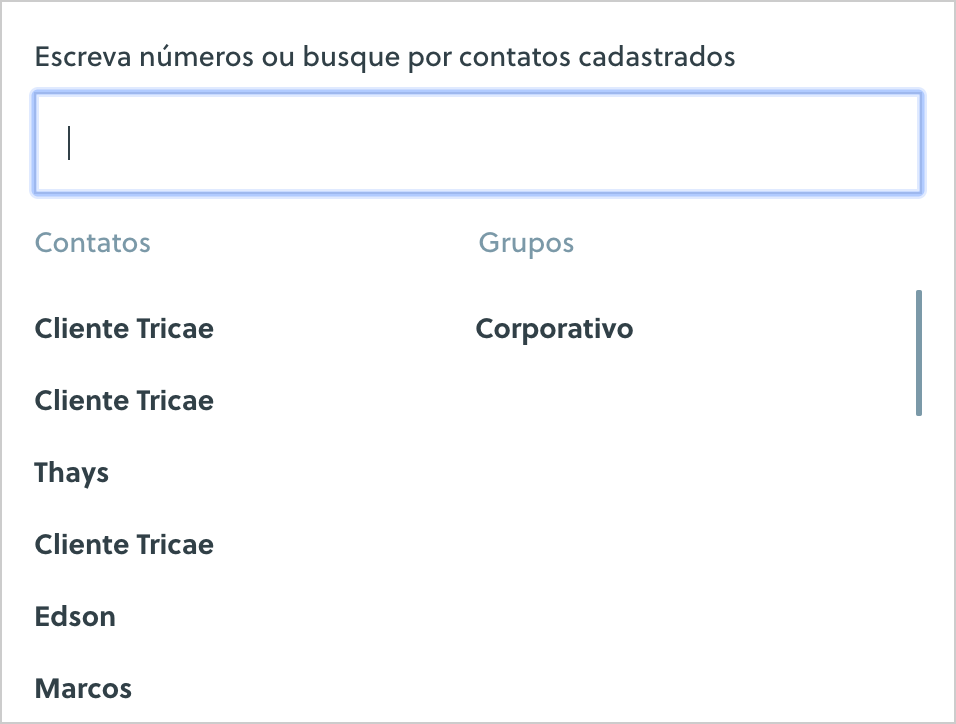 Escreva números ou busque por contatos cadastrados
Contatos
Grupos
Cliente Tricae
Corporativo
Cliente Tricae
Thays
Cliente Tricae
Edson
Marcos